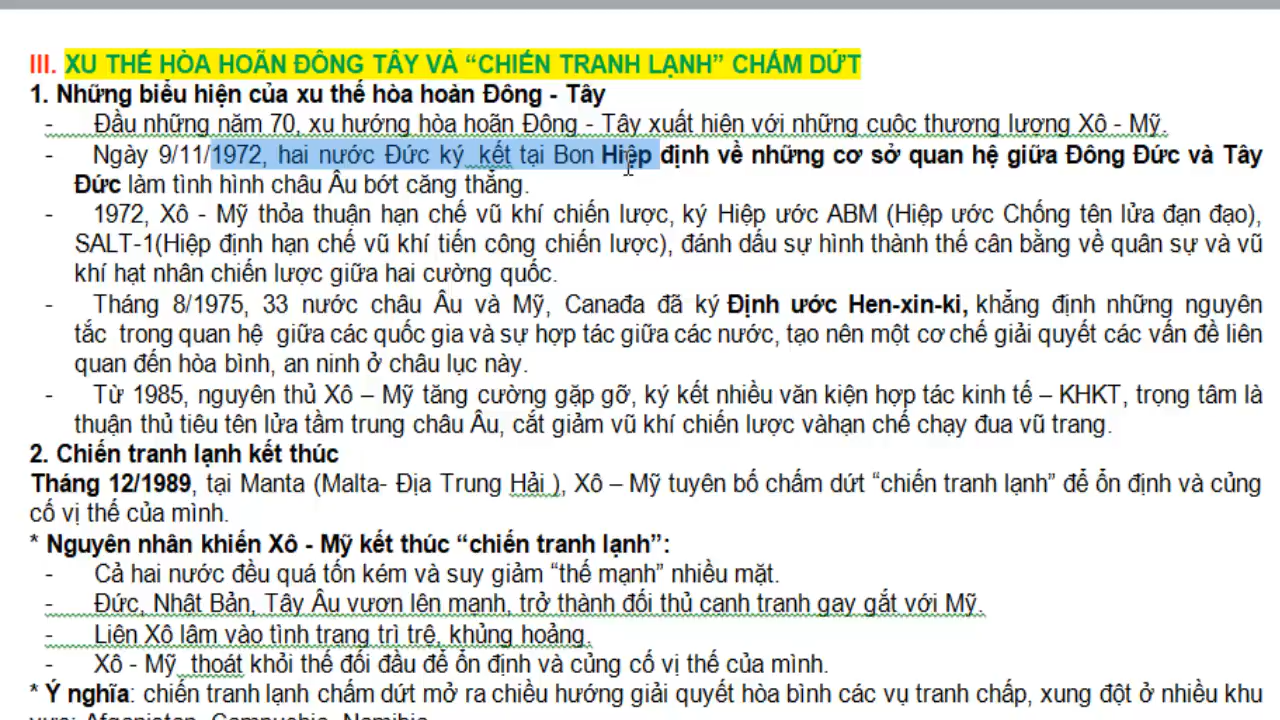 III. XU THẾ HÒA HOÃN ĐÔNG TÂY VÀ “CHIẾN TRANH LẠNH” CHẤM DỨT
1. Những biểu hiện của xu thế hòa hoàn Đông - Tây
- Đầu những năm 70, xu hướng hòa hoãn Đông - Tây xuất hiện với những cuộc thương lượng Xô - Mỹ.
- Ngày 9/11/1972, hai nước Đức ký kết tại Bon Hiệp định về những cơ sở quan hệ giữa Đông Đức và Tây
Đức làm tình hình châu Âu bớt căng thẳng.
- 1972, Xô - Mỹ thỏa thuận hạn chế vũ khí chiến lược, ký Hiệp ước ABM (Hiệp ước Chống tên lửa đạn đạo),
SALT-1(Hiệp định hạn chế vũ khí tiến công chiến lược), đánh dấu sự hình thành thế cân bằng về quân sự và vũ
khí hạt nhân chiến lược giữa hai cường quốc.
- Tháng 8/1975, 33 nước châu Âu và Mỹ, Canađa đã ký Định ước Hen-xin-ki, khẳng định những nguyên
tắc trong quan hệ giữa các quốc gia và sự hợp tác giữa các nước, tạo nên một cơ chế giải quyết các vấn đề liên
quan đến hòa bình, an ninh ở châu lục này.
- Từ 1985, nguyên thủ Xô – Mỹ tăng cường gặp gỡ, ký kết nhiều văn kiện hợp tác kinh tế – KHKT, trọng tâm là
thuận thủ tiêu tên lửa tầm trung châu Âu, cắt giảm vũ khí chiến lược vàhạn chế chạy đua vũ trang.
2. Chiến tranh lạnh kết thúc
Tháng 12/1989, tại Manta (Malta- Địa Trung Hải ), Xô – Mỹ tuyên bố chấm dứt “chiến tranh lạnh” để ổn định và củng
cố vị thế của mình.
* Nguyên nhân khiến Xô - Mỹ kết thúc “chiến tranh lạnh”:
- Cả hai nước đều quá tốn kém và suy giảm “thế mạnh” nhiều mặt.
- Đức, Nhật Bản, Tây Âu vươn lên mạnh, trở thành đối thủ cạnh tranh gay gắt với Mỹ.
- Liên Xô lâm vào tình trạng trì trệ, khủng hoảng.
- Xô - Mỹ thoát khỏi thế đối đầu để ổn định và củng cố vị thế của mình.
* Ý nghĩa: chiến tranh lạnh chấm dứt mở ra chiều hướng giải quyết hòa bình các vụ tranh chấp, xung đột ở nhiều khu
vực: Afganistan, Campuchia, Namibia